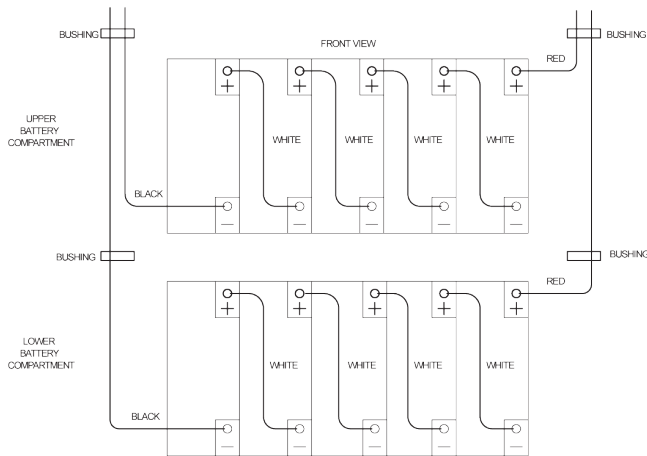 BUSHING
BUSHING
FRONT VIEW
RED
+ + + + +
UPPER
BATTERY
COMPARTMENT
WHITE WHITE WHITE WHITE
BLACK
— — — — —
BUSHING
BUSHING
RED
+ + + + +
LOWER
BATTERY
COMPARTMENT
WHITE WHITE WHITE WHITE
BLACK
— — — — —